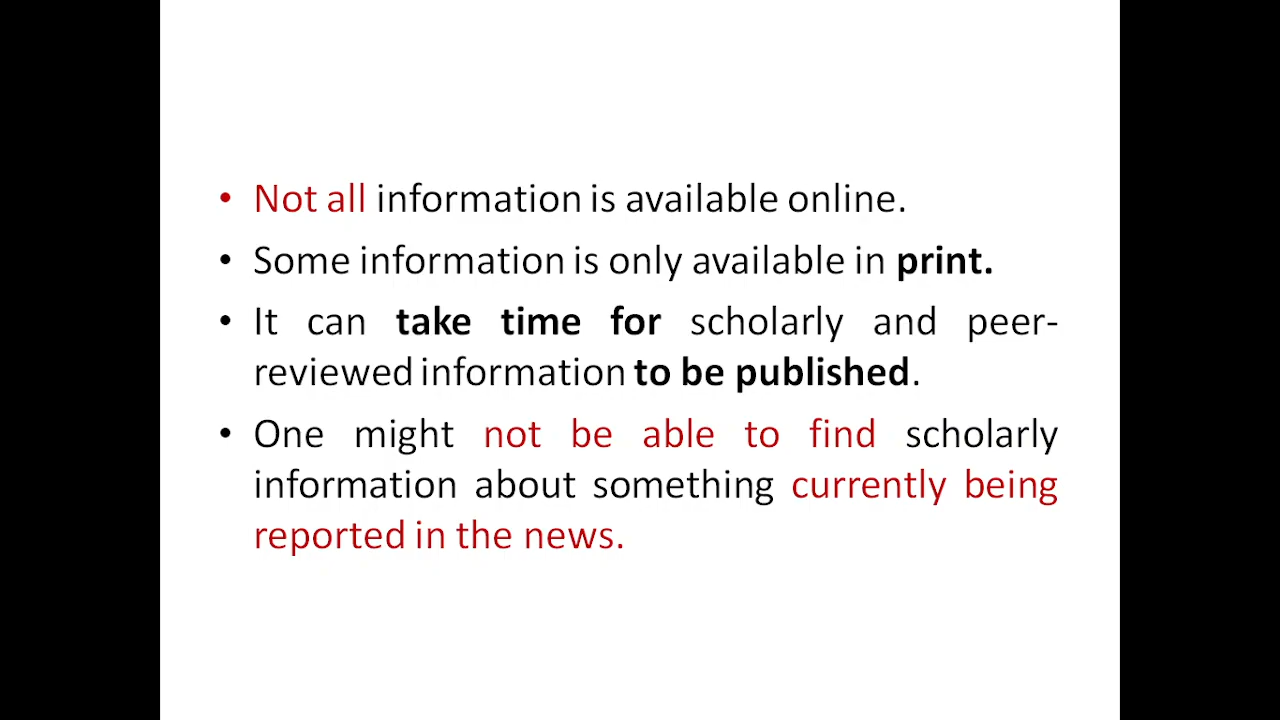 • Not all information is available online.
• Some information is only available in print.
• It can take time for scholarly and peer-
reviewed information to be published.
• One might not be able to find scholarly
information about something currently being
reported in the news.